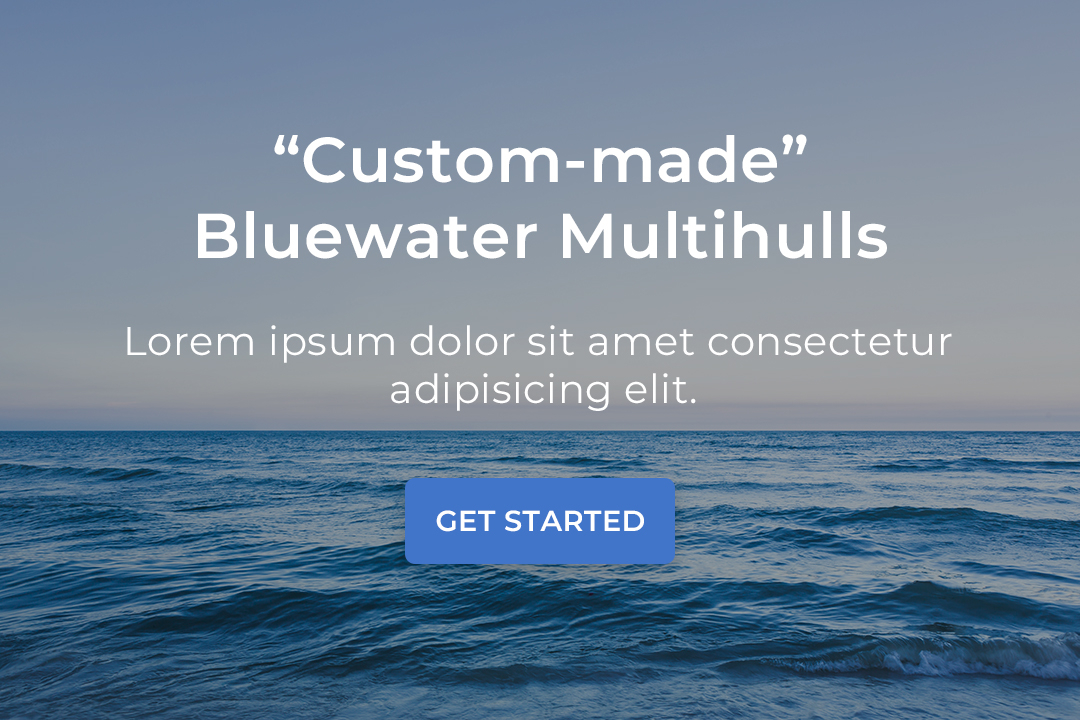 “Custom-made”
Bluewater Multihulls
Lorem ipsum dolor sit amet consectetur
adipisicing elit.
GET STARTED